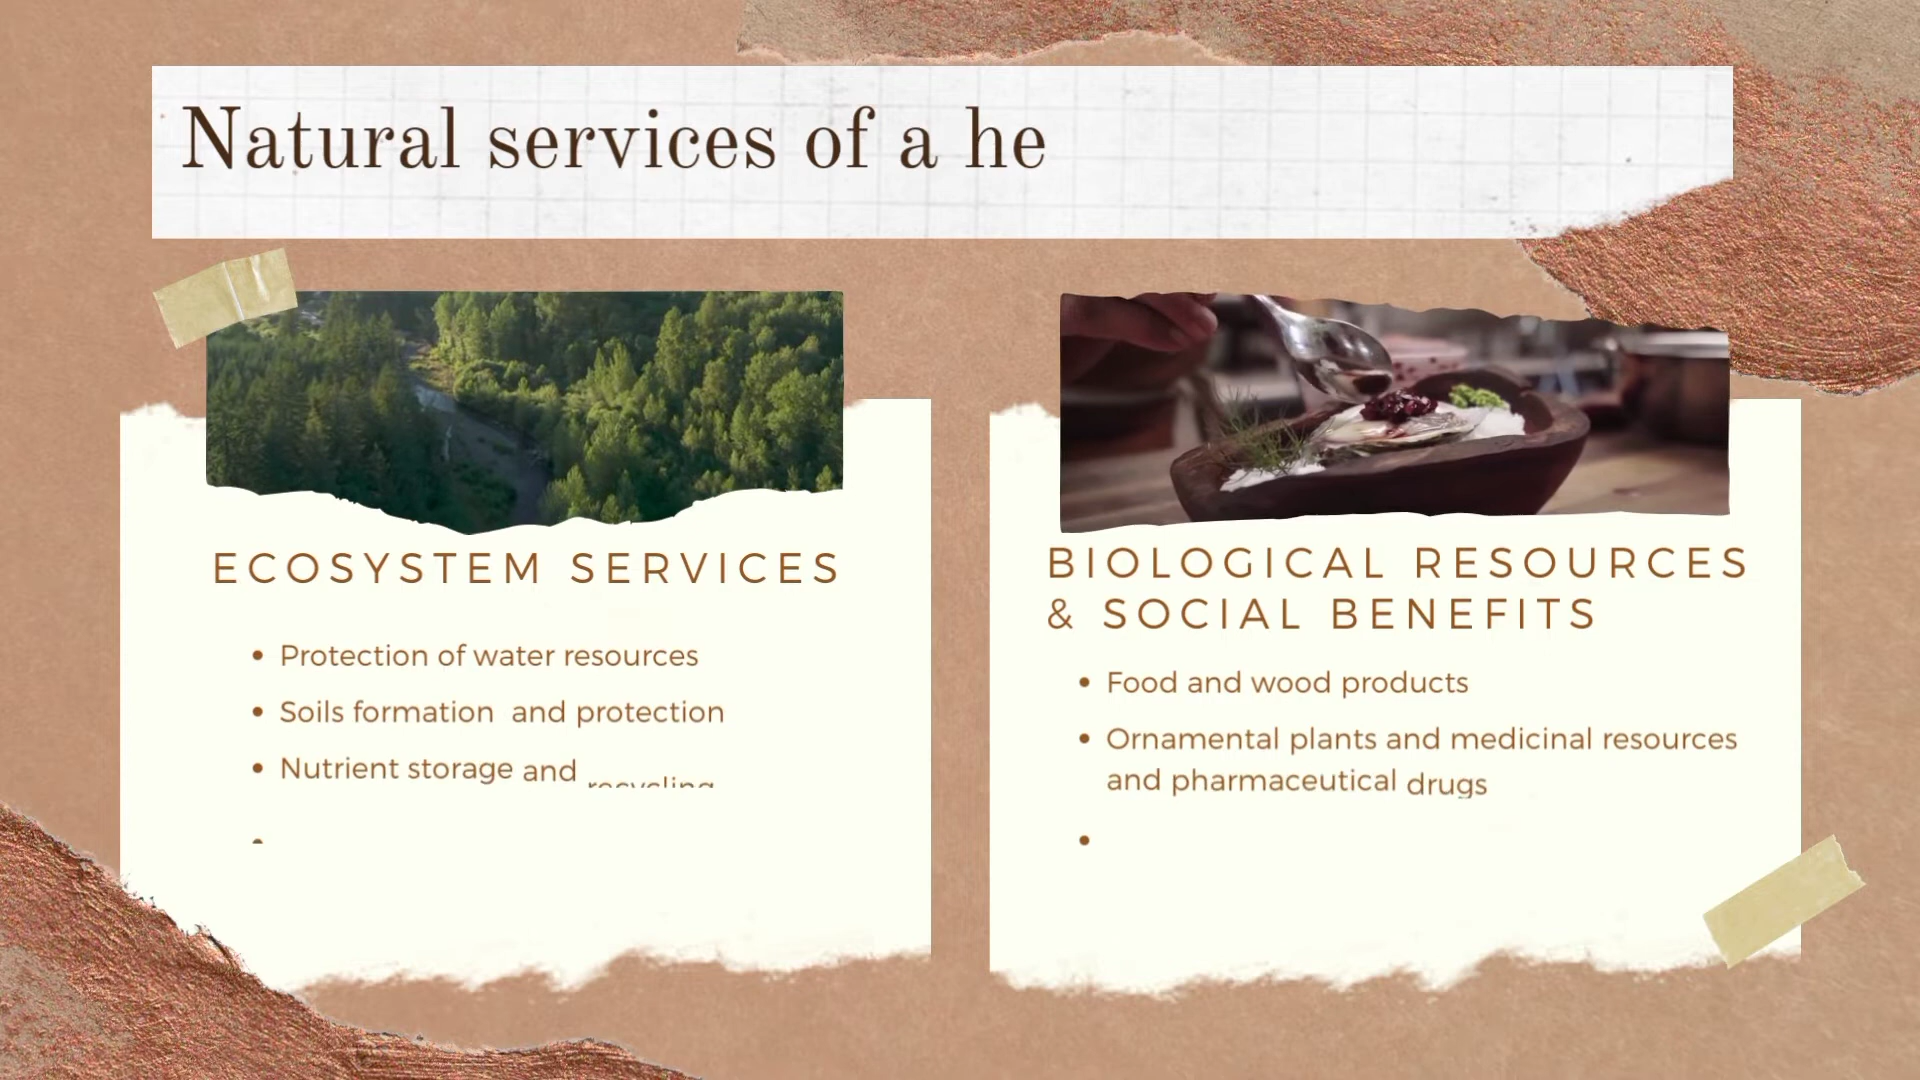 Natural services of a he
ECOSYSTEM SERVICES
• Protection of water resources
• Soils formation  and protection
• Nutrient storage and recycling
•
BIOLOGICAL RESOURCES
& SOCIAL BENEFITS
• Food and wood products
• Ornamental plants and medicinal resources
and pharmaceutical drugs
•